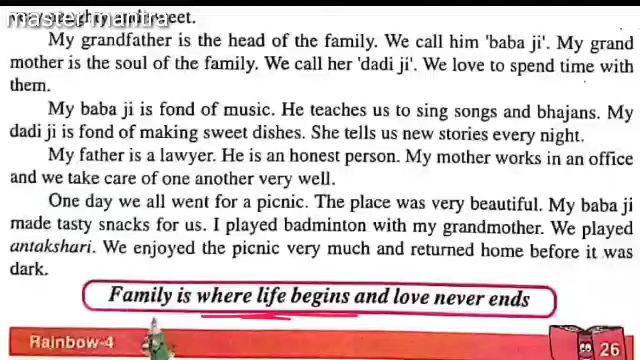 master mantra
sweet.
My grandfather is the head of the family. We call him 'baba ji'. My grand
mother is the soul of the family. We call her 'dadi ji'. We love to spend time with
them.
My baba ji is fond of music. He teaches us to sing songs and bhajans. My
dadi ji is fond of making sweet dishes. She tells us new stories every night.
My father is a lawyer. He is an honest person. My mother works in an office
and we take care of one another very well.
One day we all went for a picnic. The place was very beautiful. My baba ji
made tasty snacks for us. I played badminton with my grandmother. We played
antakshari. We enjoyed the picnic very much and returned home before it was
dark.
Family is where life begins and love never ends
Rainbow-4
26